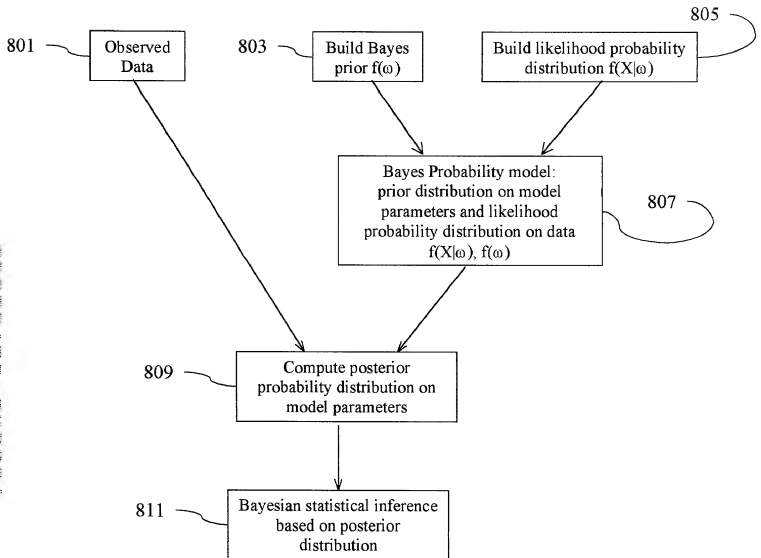 805
801
Observed
Data
803
Build Bayes
prior f(ω)
Build likelihood probability
distribution f(X|ω)
Bayes Probability model:
prior distribution on model
parameters and likelihood
probability distribution on data
f(X|ω), f(ω)
807
809
Compute posterior
probability distribution on
model parameters
811
Bayesian statistical inference
based on posterior
distribution